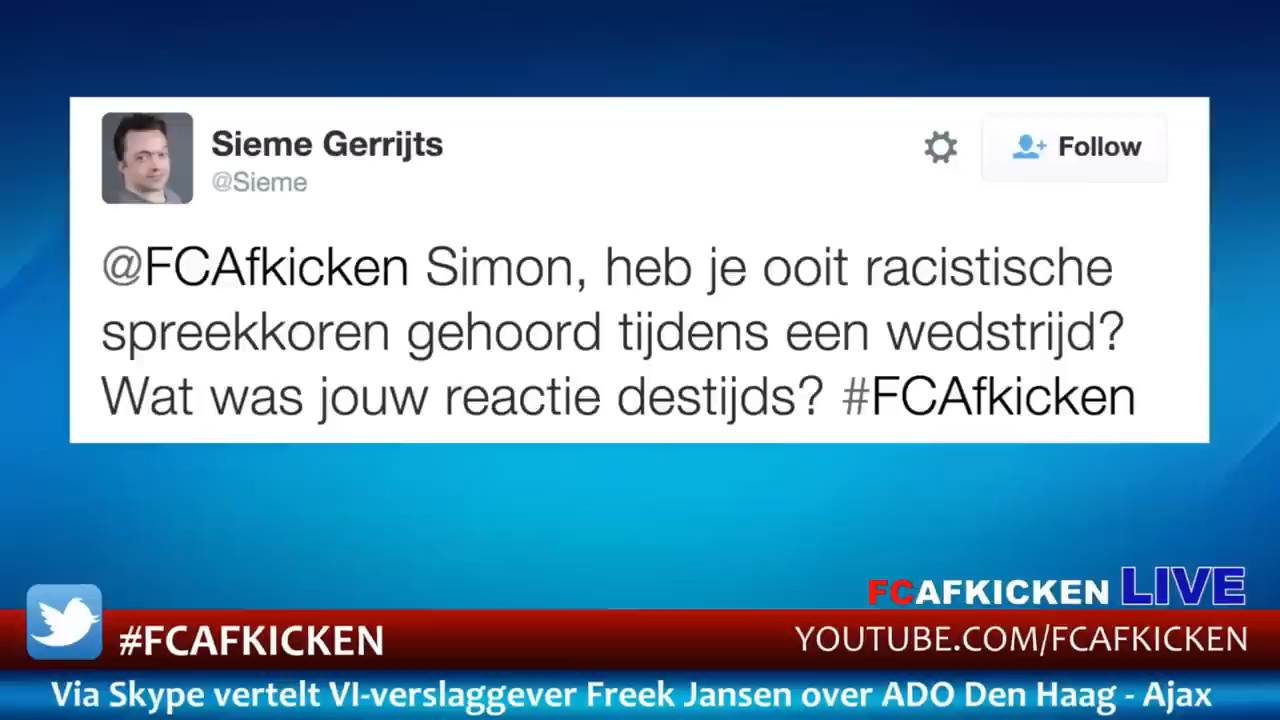 Sieme Gerrijts
@Sieme
Follow
@FCAfkicken Simon, heb je ooit racistische
spreekkoren gehoord tijdens een wedstrijd?
Wat was jouw reactie destijds? #FCAfkicken
FCAFKICKEN LIVE
#FCAFKICKEN
YOUTUBE.COM/FCAFKICKEN
Via Skype vertelt VI-verslaggever Freek Jansen over ADO Den Haag - Ajax